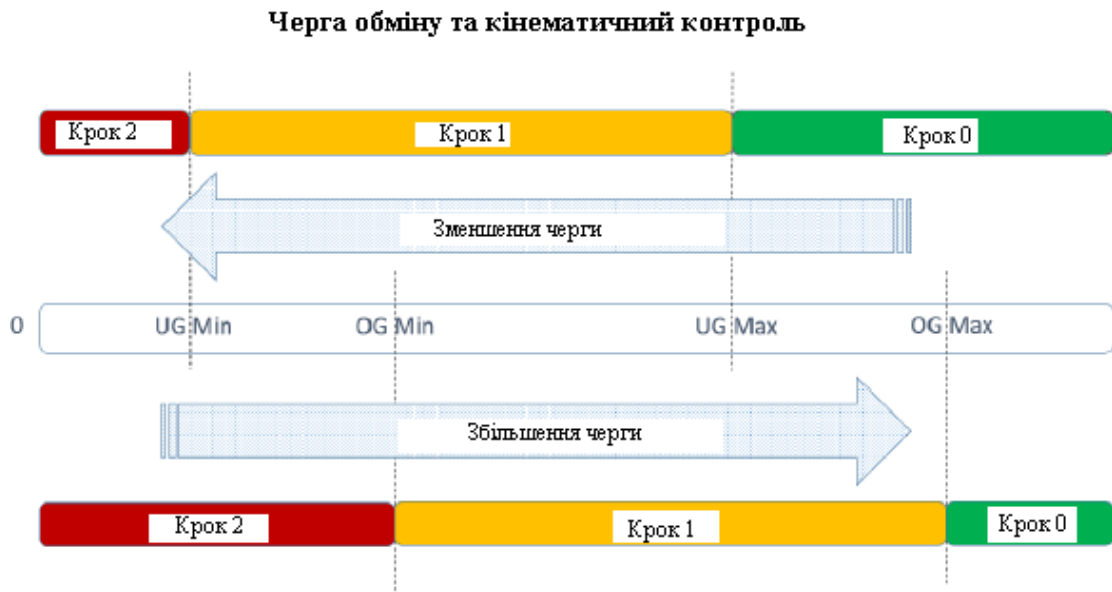 Черга обміну та кінематичний контроль
Крок 2 Крок 1 Крок 0
Зменшення черги
0 UG Min OG Min UG Max OG Max
Збільшення черги
Крок 2 Крок 1 Крок 0